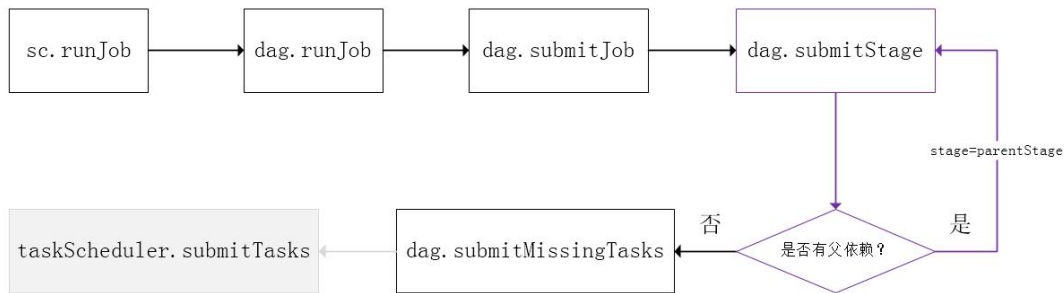 sc.runJob
dag.runJob
dag.submitJob
dag.submitStage
stage=parentStage
是否有父依赖？
是
否
dag.submitMissingTasks
taskScheduler.submitTasks